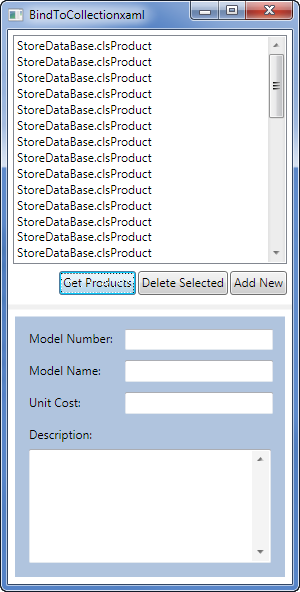 BindToCollectionxaml
StoreDataBase.clsProduct
StoreDataBase.clsProduct
StoreDataBase.clsProduct
StoreDataBase.clsProduct
StoreDataBase.clsProduct
StoreDataBase.clsProduct
StoreDataBase.clsProduct
StoreDataBase.clsProduct
StoreDataBase.clsProduct
StoreDataBase.clsProduct
StoreDataBase.clsProduct
StoreDataBase.clsProduct
StoreDataBase.clsProduct
StoreDataBase.clsProduct
Get Products Delete Selected Add New
Model Number:
Model Name:
Unit Cost:
Description: